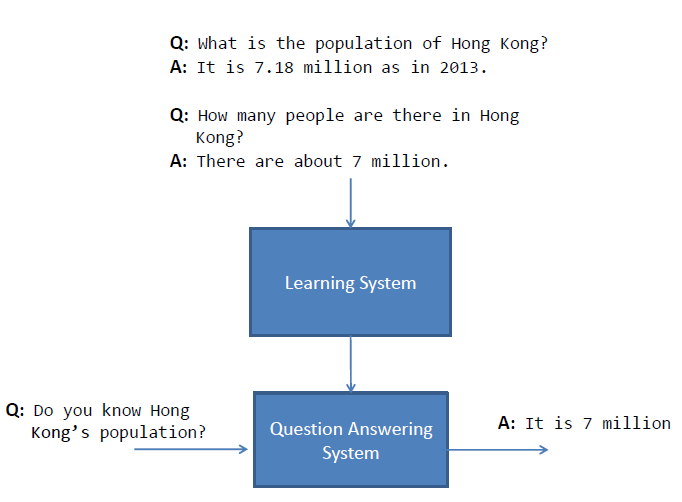 Q: What is the population of Hong Kong?
A: It is 7.18 million as in 2013.
Q: How many people are there in Hong
Kong?
A: There are about 7 million.
Learning System
Q: Do you know Hong
Kong’s population?
Question Answering
System
A: It is 7 million